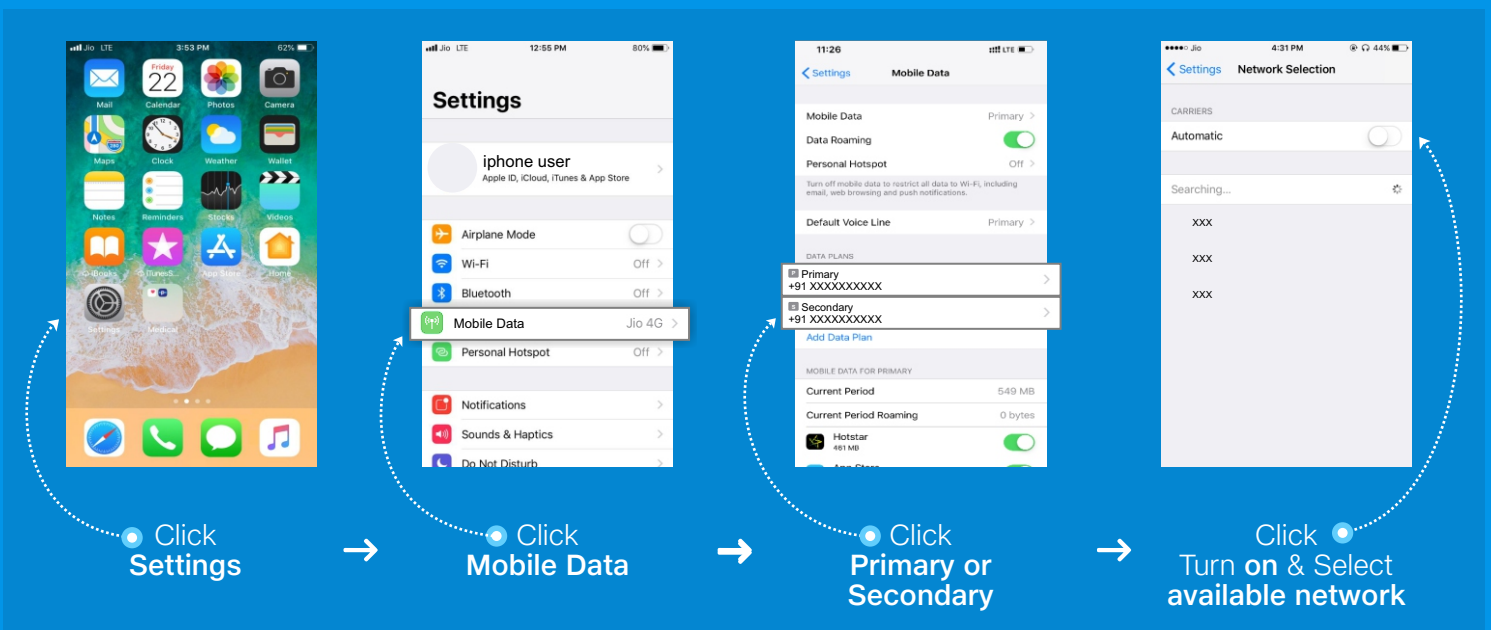 Jio LTE 3:53 PM 62%
Friday
22
Mail Calendar Photos Camera
280
Maps Clock Weather Wallet
Notes Reminders Stocks Videos
iBooks iTunes S... App Store Home
Settings Medical
Click
Settings
Jio LTE 12:55 PM 80%
Settings
iphone user
Apple ID, iCloud, iTunes & App Store
Airplane Mode
Wi-Fi Off
Bluetooth Off
Mobile Data Jio 4G
Personal Hotspot Off
Notifications
Sounds & Haptics
Do Not Disturb
Click
Mobile Data
11:26 LTE
Settings Mobile Data
Mobile Data Primary
Data Roaming
Personal Hotspot Off
Turn off mobile data to restrict all data to Wi-Fi, including
email, web browsing and push notifications.
Default Voice Line Primary
DATA PLANS
P Primary
+91 XXXXXXXXXX
S Secondary
+91 XXXXXXXXXX
Add Data Plan
MOBILE DATA FOR PRIMARY
Current Period 549 MB
Current Period Roaming 0 bytes
Hotstar
461 MB
App Store
Click
Primary or
Secondary
Jio 4:31 PM 44%
Settings Network Selection
CARRIERS
Automatic
Searching...
XXX
XXX
XXX
Click
Turn on & Select
available network